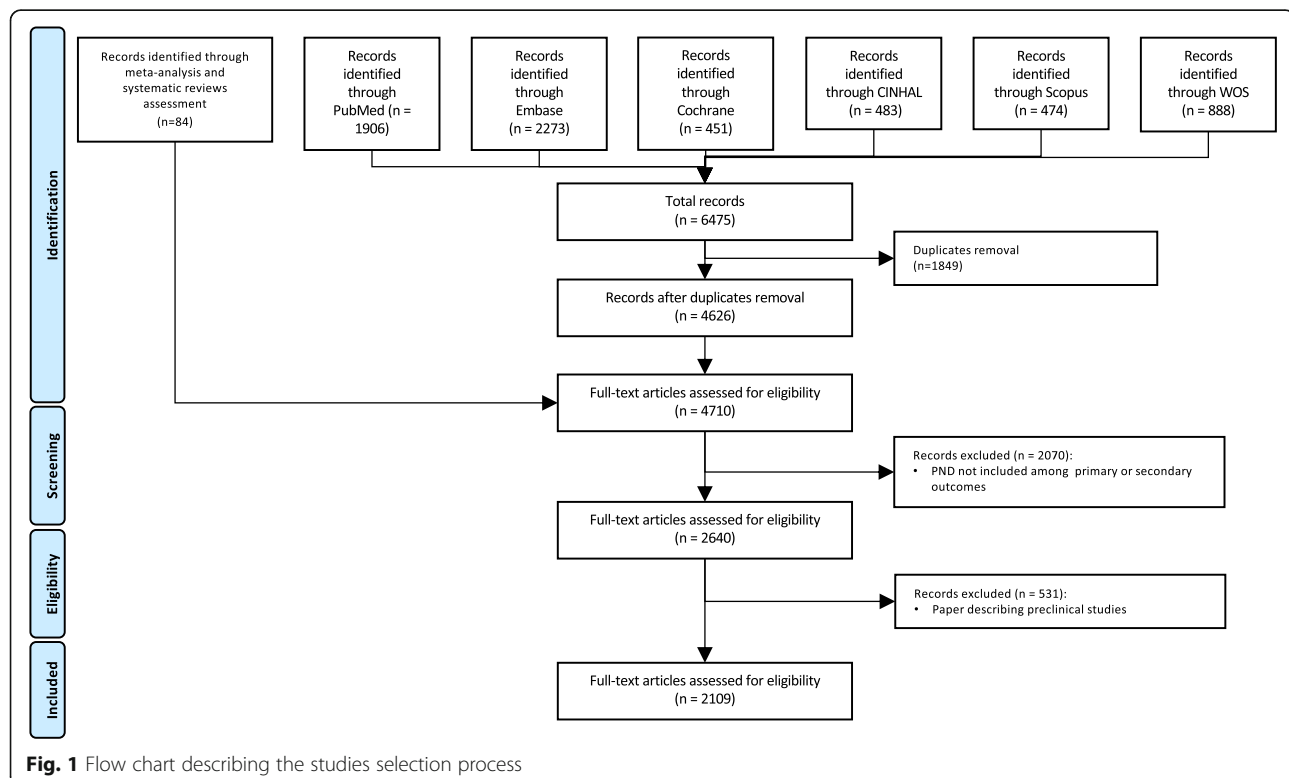 Identification
Screening
Eligibility
Included
Records identified through
meta-analysis and
systematic reviews
assessment
(n=84)
Records
identified
through
PubMed (n =
1906)
Records
identified
through
Embase
(n = 2273)
Records
identified
through
Cochrane
(n = 451)
Records
identified
through CINHAL
(n = 483)
Records
identified
through Scopus
(n = 474)
Records
identified
through WOS
(n = 888)
Total records
(n = 6475)
Duplicates removal
(n=1849)
Records after duplicates removal
(n = 4626)
Full-text articles assessed for eligibility
(n = 4710)
Records excluded (n = 2070):
• PND not included among primary or secondary
outcomes
Full-text articles assessed for eligibility
(n = 2640)
Records excluded (n = 531):
• Paper describing preclinical studies
Full-text articles assessed for eligibility
(n = 2109)
Fig. 1 Flow chart describing the studies selection process